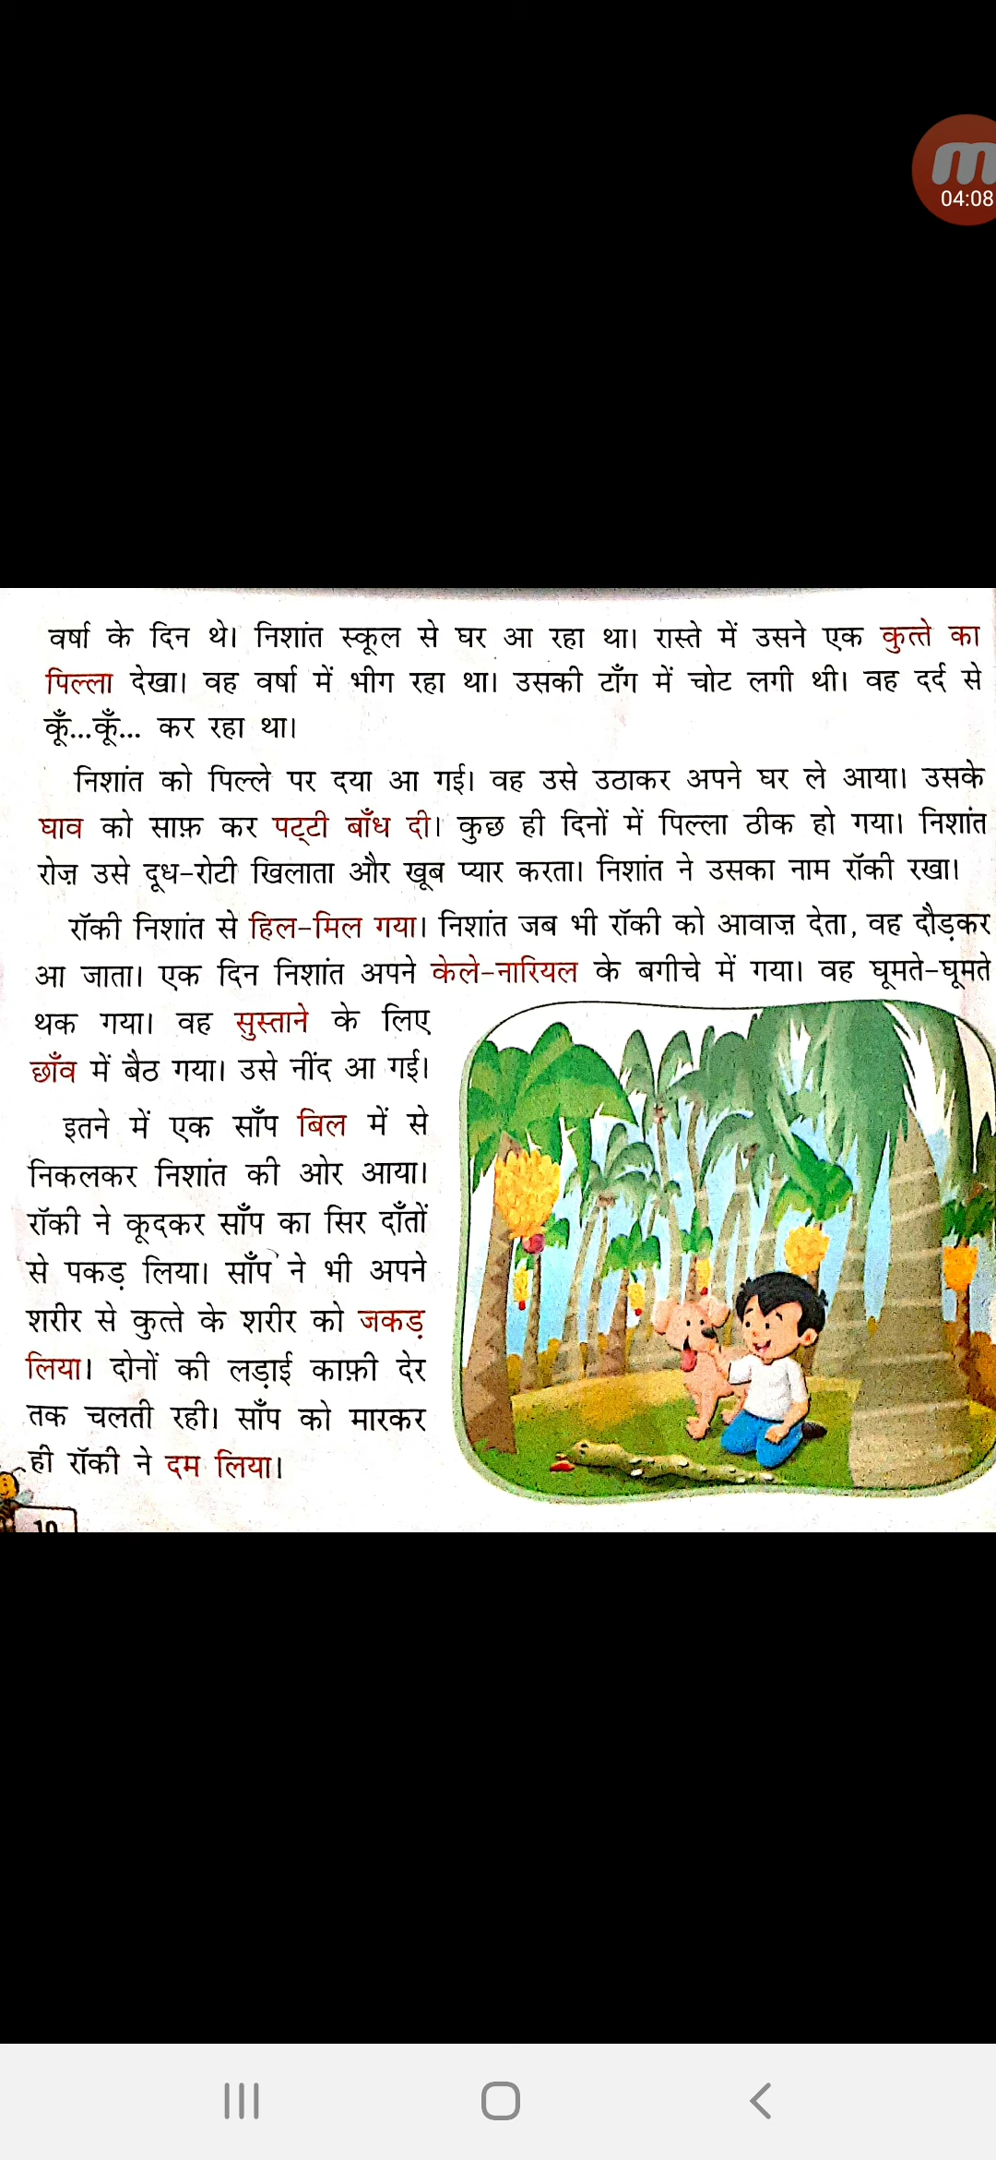 04:08
वर्षा के दिन थे। निशांत स्कूल से घर आ रहा था। रास्ते में उसने एक कुत्ते का
पिल्ला देखा। वह वर्षा में भीग रहा था। उसकी टाँग में चोट लगी थी। वह दर्द से
कूँ...कूँ... कर रहा था।
निशांत को पिल्ले पर दया आ गई। वह उसे उठाकर अपने घर ले आया। उसके
घाव को साफ़ कर पट्टी बाँध दी। कुछ ही दिनों में पिल्ला ठीक हो गया। निशांत
रोज़ उसे दूध-रोटी खिलाता और खूब प्यार करता। निशांत ने उसका नाम रॉकी रखा।
रॉकी निशांत से हिल-मिल गया। निशांत जब भी रॉकी को आवाज़ देता, वह दौड़कर
आ जाता। एक दिन निशांत अपने केले-नारियल के बगीचे में गया। वह घूमते-घूमते
थक गया। वह सुस्ताने के लिए
छाँव में बैठ गया। उसे नींद आ गई।
इतने में एक साँप बिल में से
निकलकर निशांत की ओर आया।
रॉकी ने कूदकर साँप का सिर दाँतों
से पकड़ लिया। साँप ने भी अपने
शरीर से कुत्ते के शरीर को जकड़
लिया। दोनों की लड़ाई काफ़ी देर
तक चलती रही। साँप को मारकर
ही रॉकी ने दम लिया।
10